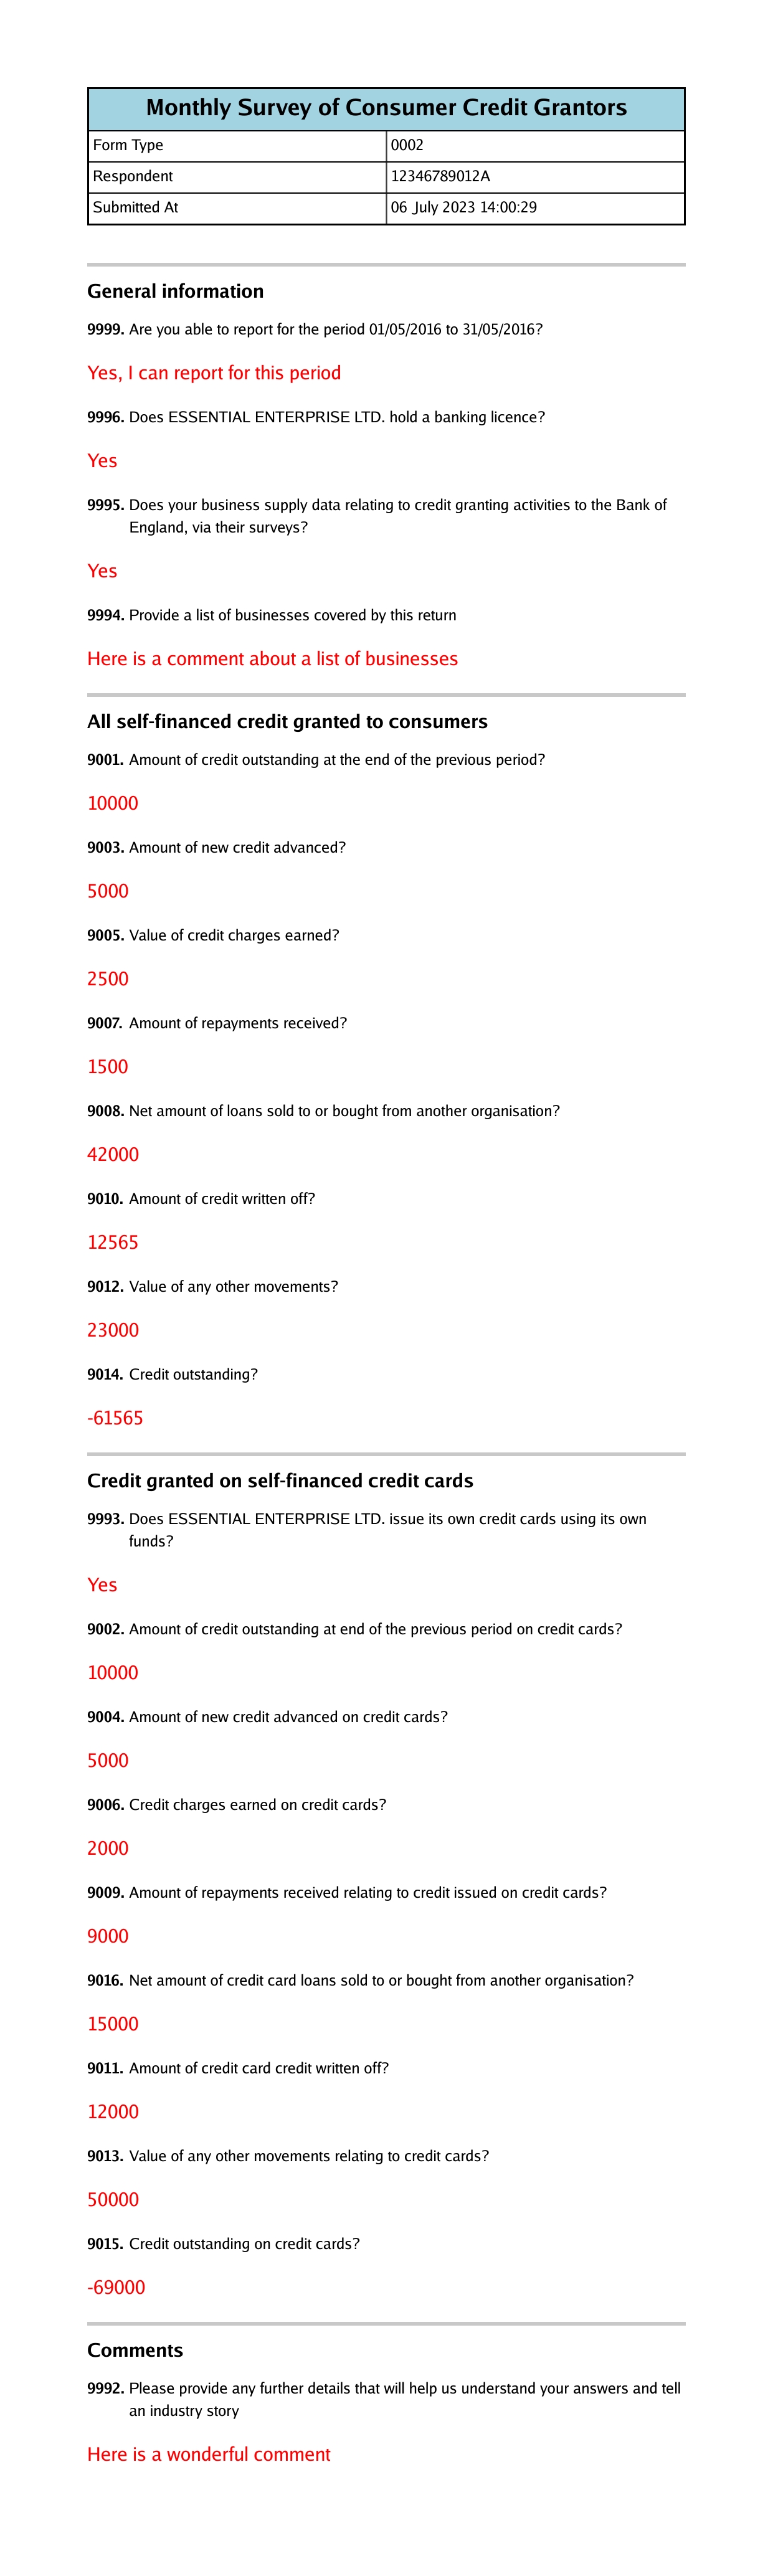 Monthly Survey of Consumer Credit Grantors
Form Type 0002
Respondent 12346789012A
Submitted At 06 July 2023 14:00:29
General information
9999. Are you able to report for the period 01/05/2016 to 31/05/2016?
Yes, I can report for this period
9996. Does ESSENTIAL ENTERPRISE LTD. hold a banking licence?
Yes
9995. Does your business supply data relating to credit granting activities to the Bank of
England, via their surveys?
Yes
9994. Provide a list of businesses covered by this return
Here is a comment about a list of businesses
All self-financed credit granted to consumers
9001. Amount of credit outstanding at the end of the previous period?
10000
9003. Amount of new credit advanced?
5000
9005. Value of credit charges earned?
2500
9007. Amount of repayments received?
1500
9008. Net amount of loans sold to or bought from another organisation?
42000
9010. Amount of credit written off?
12565
9012. Value of any other movements?
23000
9014. Credit outstanding?
-61565
Credit granted on self-financed credit cards
9993. Does ESSENTIAL ENTERPRISE LTD. issue its own credit cards using its own
funds?
Yes
9002. Amount of credit outstanding at end of the previous period on credit cards?
10000
9004. Amount of new credit advanced on credit cards?
5000
9006. Credit charges earned on credit cards?
2000
9009. Amount of repayments received relating to credit issued on credit cards?
9000
9016. Net amount of credit card loans sold to or bought from another organisation?
15000
9011. Amount of credit card credit written off?
12000
9013. Value of any other movements relating to credit cards?
50000
9015. Credit outstanding on credit cards?
-69000
Comments
9992. Please provide any further details that will help us understand your answers and tell
an industry story
Here is a wonderful comment